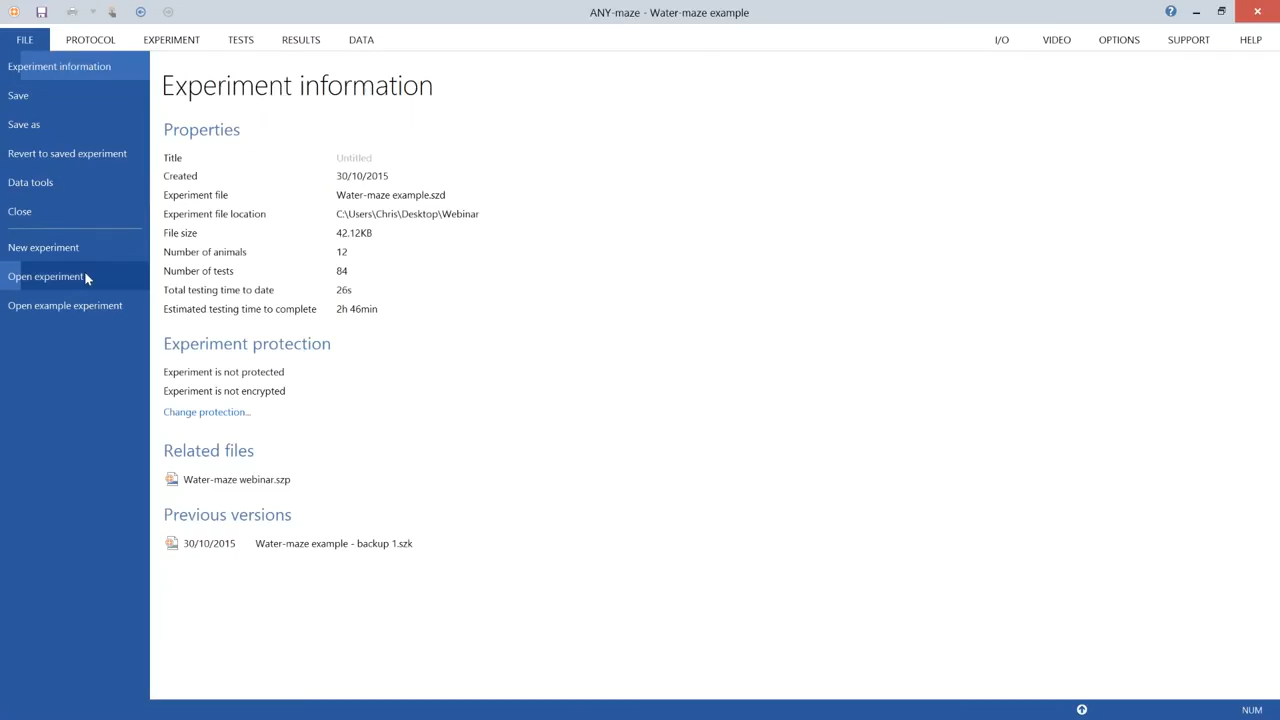 ANY-maze - Water-maze example
FILE PROTOCOL EXPERIMENT TESTS RESULTS DATA I/O VIDEO OPTIONS SUPPORT HELP
Experiment information
Save
Save as
Revert to saved experiment
Data tools
Close
New experiment
Open experiment
Open example experiment
Experiment information
Properties
Title Untitled
Created 30/10/2015
Experiment file Water-maze example.szd
Experiment file location C:\Users\Chris\Desktop\Webinar
File size 42.12KB
Number of animals 12
Number of tests 84
Total testing time to date 26s
Estimated testing time to complete 2h 46min
Experiment protection
Experiment is not protected
Experiment is not encrypted
Change protection...
Related files
Water-maze webinar.szp
Previous versions
30/10/2015 Water-maze example - backup 1.szk
NUM